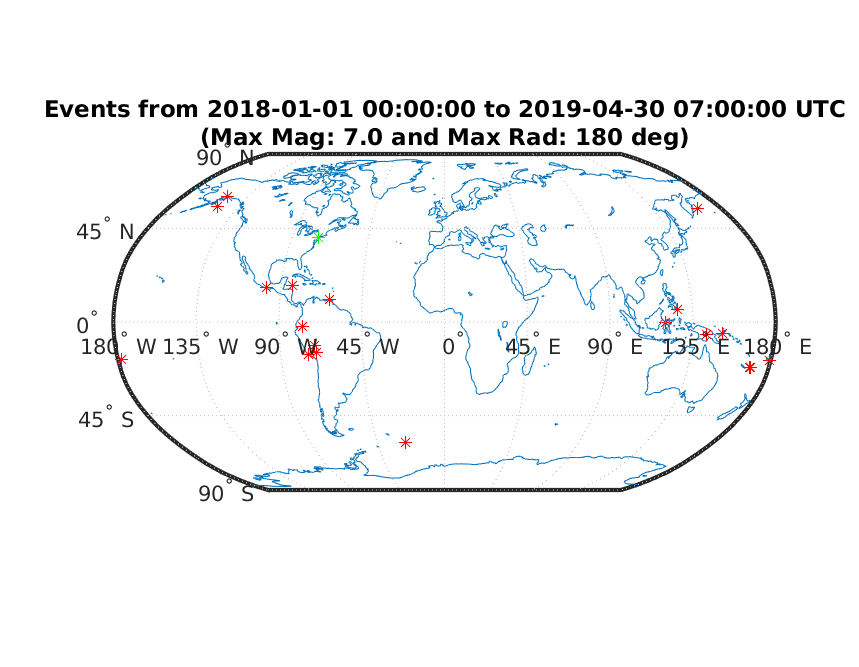 Events from 2018-01-01 00:00:00 to 2019-04-30 07:00:00 UTC
(Max Mag: 7.0 and Max Rad: 180 deg)
90° N
45° N
0°
180° W 135° W 90° W 45° W 0° 45° E 90° E 135° E 180° E
45° S
90° S